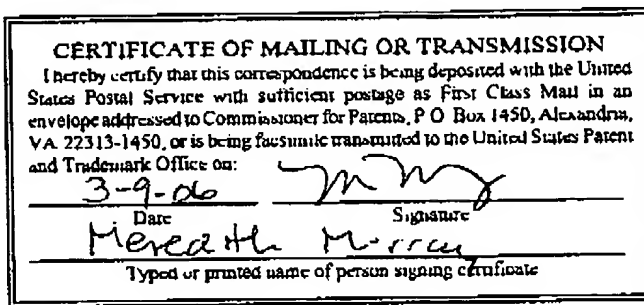 CERTIFICATE OF MAILING OR TRANSMISSION
I hereby certify that this correspondence is being deposited with the United
States Postal Service with sufficient postage as First Class Mail in an
envelope addressed to Commissioner for Patents, P O Box 1450, Alexandria,
VA 22313-1450, or is being facsimile transmitted to the United States Patent
and Trademark Office on:
3-9-06
Date Signature
Meredith
Typed or printed name of person signing certificate